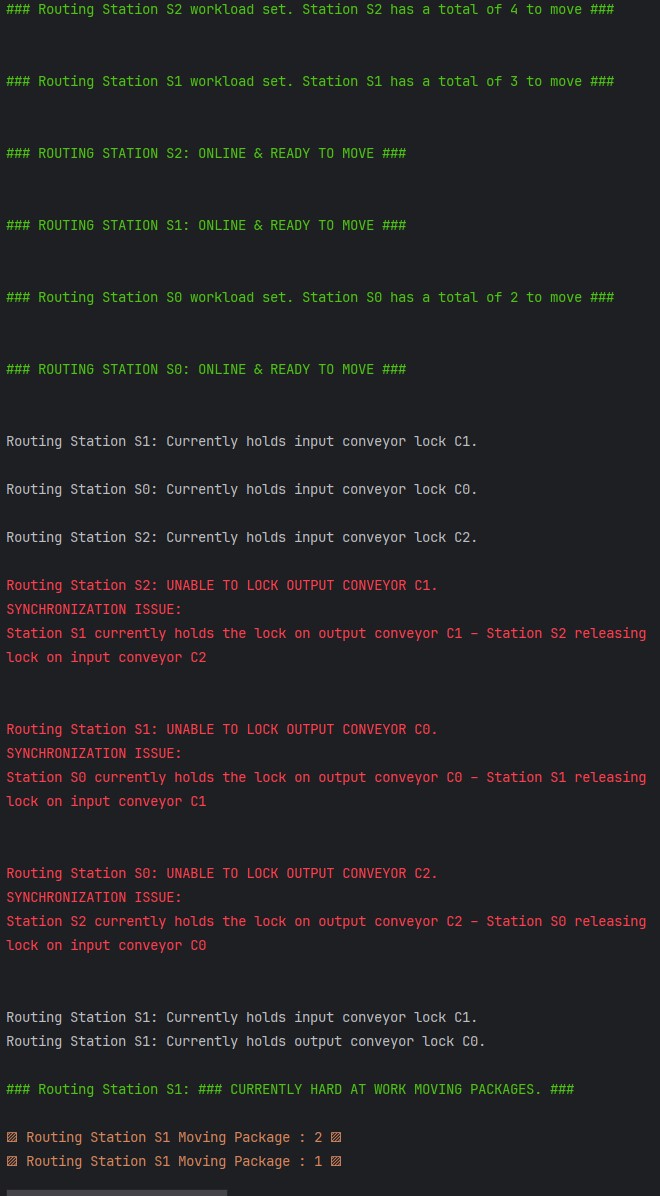 ### Routing Station S2 workload set. Station S2 has a total of 4 to move ###
### Routing Station S1 workload set. Station S1 has a total of 3 to move ###
### ROUTING STATION S2: ONLINE & READY TO MOVE ###
### ROUTING STATION S1: ONLINE & READY TO MOVE ###
### Routing Station S0 workload set. Station S0 has a total of 2 to move ###
### ROUTING STATION S0: ONLINE & READY TO MOVE ###
Routing Station S1: Currently holds input conveyor lock C1.
Routing Station S0: Currently holds input conveyor lock C0.
Routing Station S2: Currently holds input conveyor lock C2.
Routing Station S2: UNABLE TO LOCK OUTPUT CONVEYOR C1.
SYNCHRONIZATION ISSUE:
Station S1 currently holds the lock on output conveyor C1 – Station S2 releasing
lock on input conveyor C2
Routing Station S1: UNABLE TO LOCK OUTPUT CONVEYOR C0.
SYNCHRONIZATION ISSUE:
Station S0 currently holds the lock on output conveyor C0 – Station S1 releasing
lock on input conveyor C1
Routing Station S0: UNABLE TO LOCK OUTPUT CONVEYOR C2.
SYNCHRONIZATION ISSUE:
Station S2 currently holds the lock on output conveyor C2 – Station S0 releasing
lock on input conveyor C0
Routing Station S1: Currently holds input conveyor lock C1.
Routing Station S1: Currently holds output conveyor lock C0.
### Routing Station S1: ### CURRENTLY HARD AT WORK MOVING PACKAGES. ###
▨ Routing Station S1 Moving Package : 2 ▨
▨ Routing Station S1 Moving Package : 1 ▨